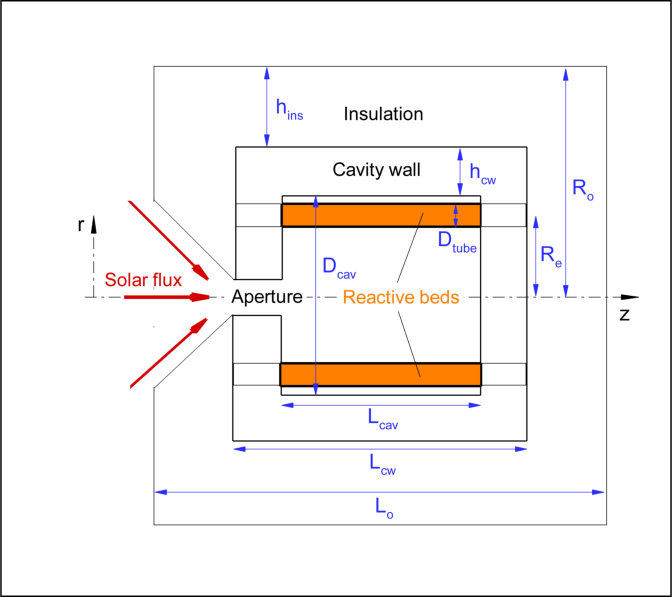 h_ins
Insulation
Cavity wall
h_cw
R_o
r
D_tube
R_e
Solar flux
D_cav
Aperture
Reactive beds
z
L_cav
L_cw
L_o